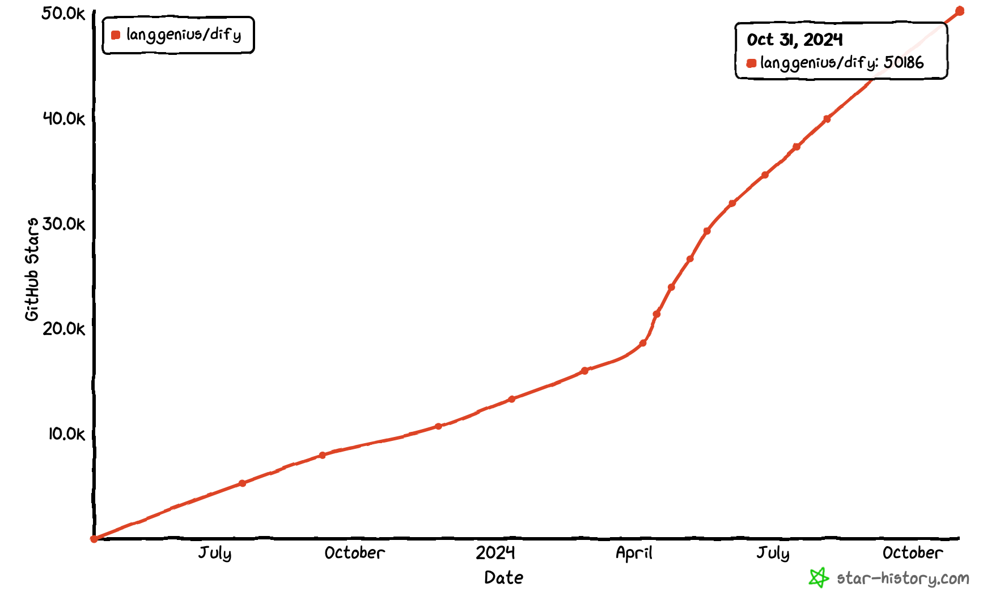 50.0k
langgenius/dify
Oct 31, 2024
langgenius/dify: 50186
40.0k
30.0k
GitHub Stars
20.0k
10.0k
July
October
2024
April
July
October
Date
star-history.com